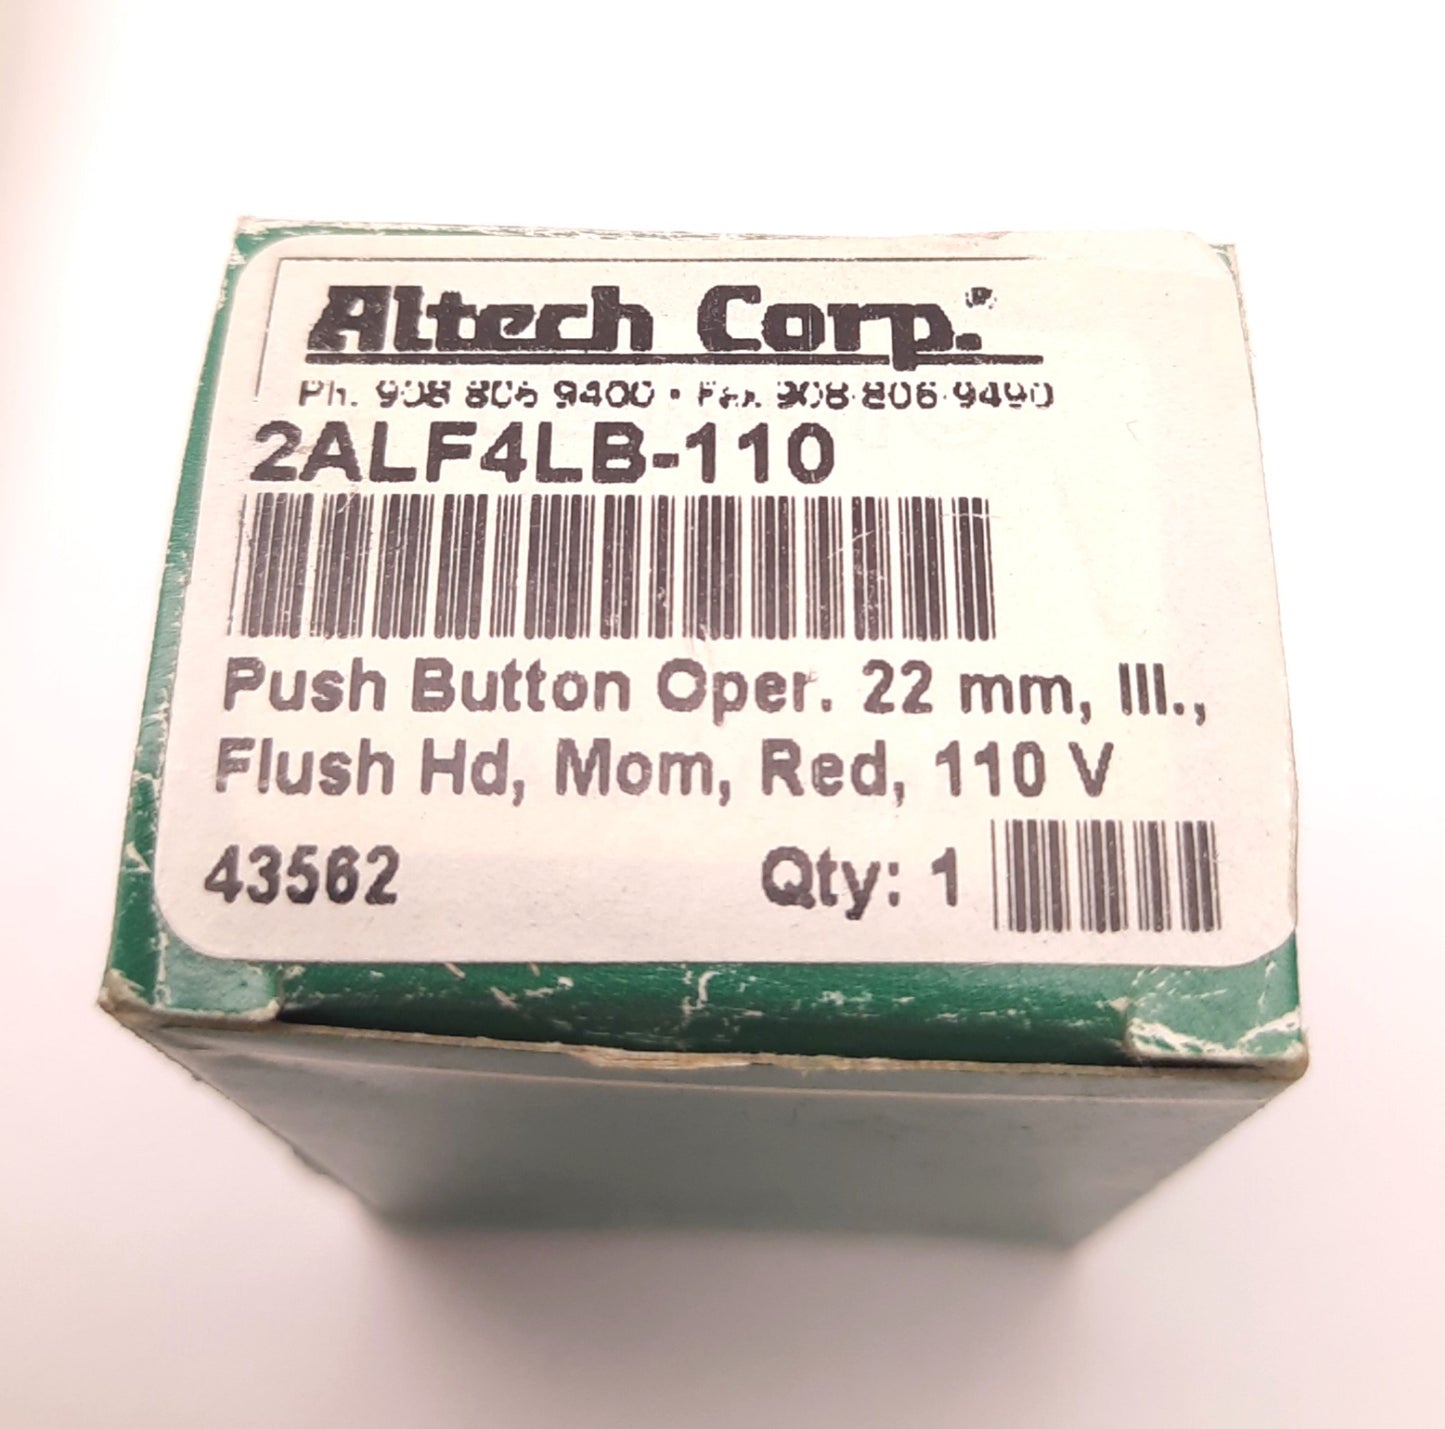 Altech Corp.®
Ph. 908 806 9400 • Fax 908 806 9490
2ALF4LB-110
Push Button Oper. 22 mm, Ill.,
Flush Hd, Mom, Red, 110 V
43562 Qty: 1